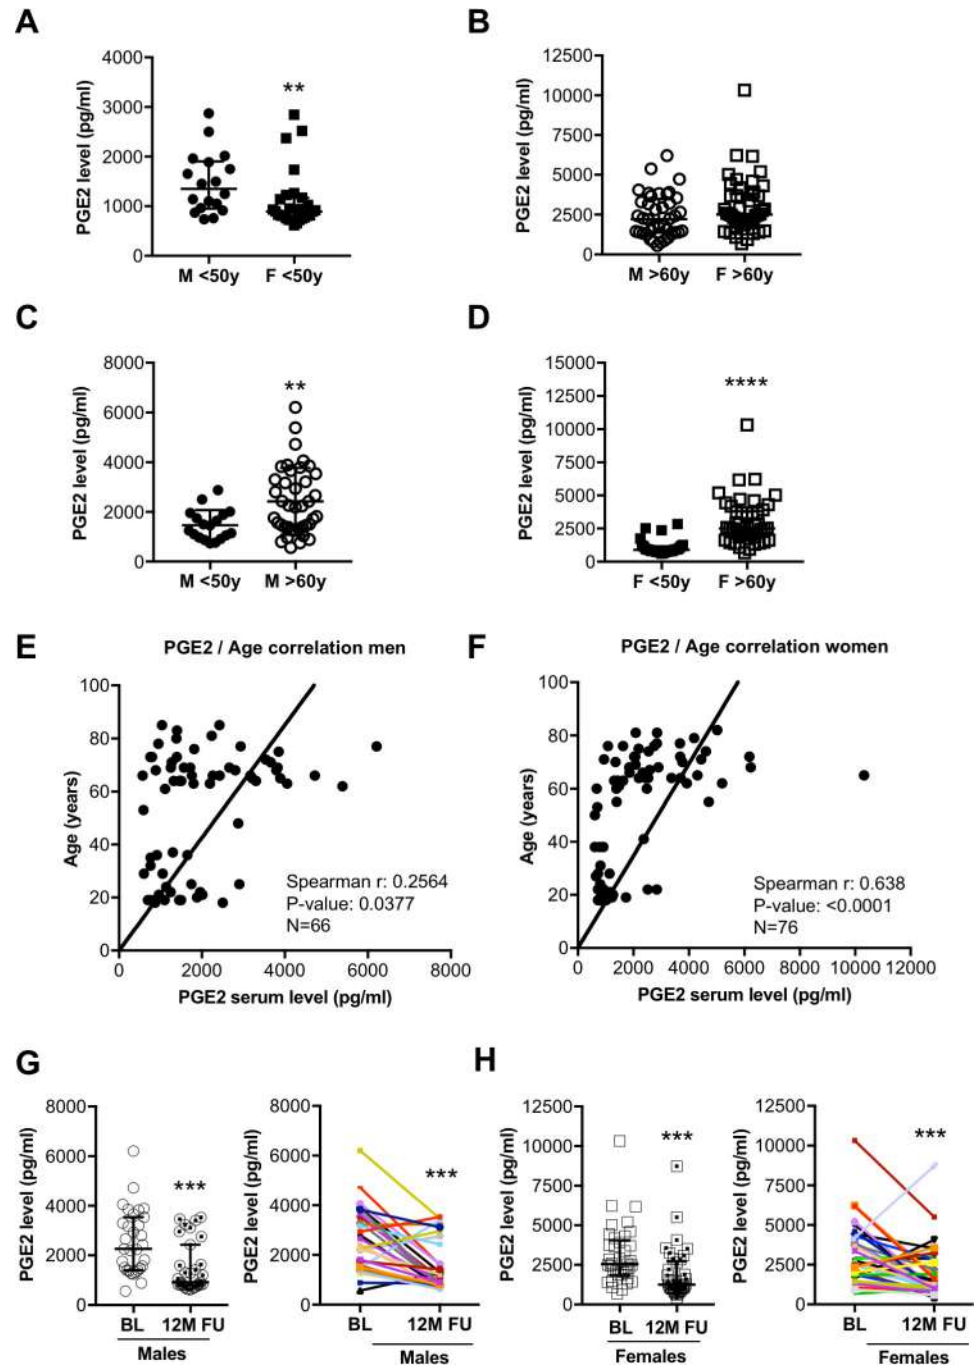 A
PGE2 level (pg/ml)
4000
3000
2000
1000
0
**
M <50y F <50y
B
PGE2 level (pg/ml)
12500
10000
7500
5000
2500
0
M >60y F >60y
C
PGE2 level (pg/ml)
8000
6000
4000
2000
0
**
M <50y M >60y
D
PGE2 level (pg/ml)
15000
12500
10000
7500
5000
2500
0
****
F <50y F >60y
E
PGE2 / Age correlation men
Age (years)
100
80
60
40
20
0
Spearman r: 0.2564
P-value: 0.0377
N=66
0 2000 4000 6000 8000
PGE2 serum level (pg/ml)
F
PGE2 / Age correlation women
Age (years)
100
80
60
40
20
0
Spearman r: 0.638
P-value: <0.0001
N=76
0 2000 4000 6000 8000 10000 12000
PGE2 serum level (pg/ml)
G
PGE2 level (pg/ml)
8000
6000
4000
2000
0
***
BL 12M FU
Males
PGE2 level (pg/ml)
8000
6000
4000
2000
0
***
BL 12M FU
Males
H
PGE2 level (pg/ml)
12500
10000
7500
5000
2500
0
***
BL 12M FU
Females
PGE2 level (pg/ml)
12500
10000
7500
5000
2500
0
***
BL 12M FU
Females